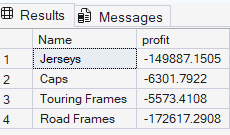 Results Messages
Name profit
1 Jerseys -149887.1505
2 Caps -6301.7922
3 Touring Frames -5573.4108
4 Road Frames -172617.2908